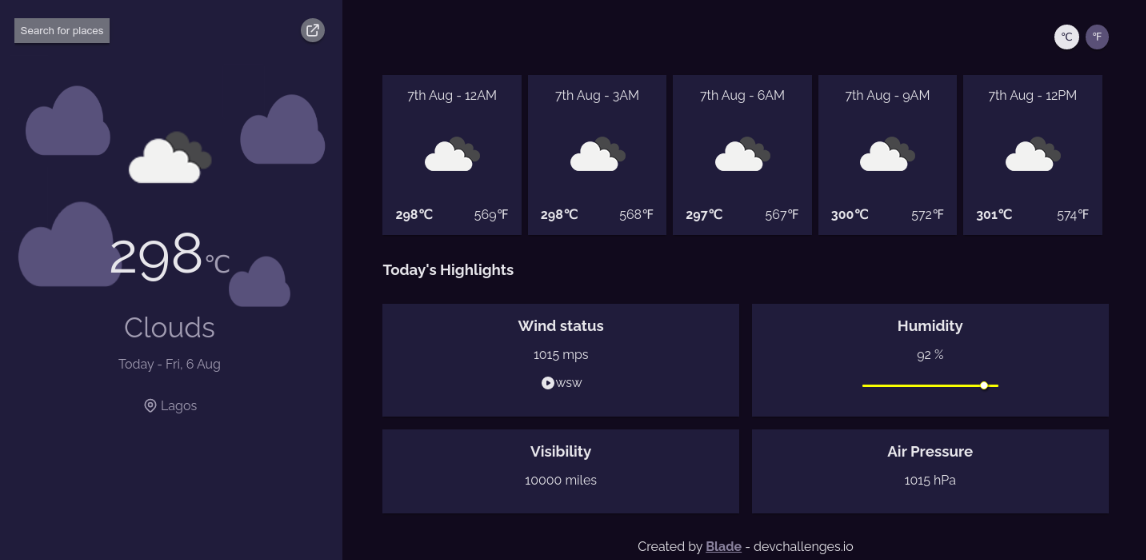 Search for places
298℃
Clouds
Today - Fri, 6 Aug
Lagos
℃ ℉
7th Aug - 12AM
298℃ 569℉
7th Aug - 3AM
298℃ 568℉
7th Aug - 6AM
297℃ 567℉
7th Aug - 9AM
300℃ 572℉
7th Aug - 12PM
301℃ 574℉
Today's Highlights
Wind status
1015 mps
WSW
Humidity
92 %
Visibility
10000 miles
Air Pressure
1015 hPa
Created by Blade - devchallenges.io